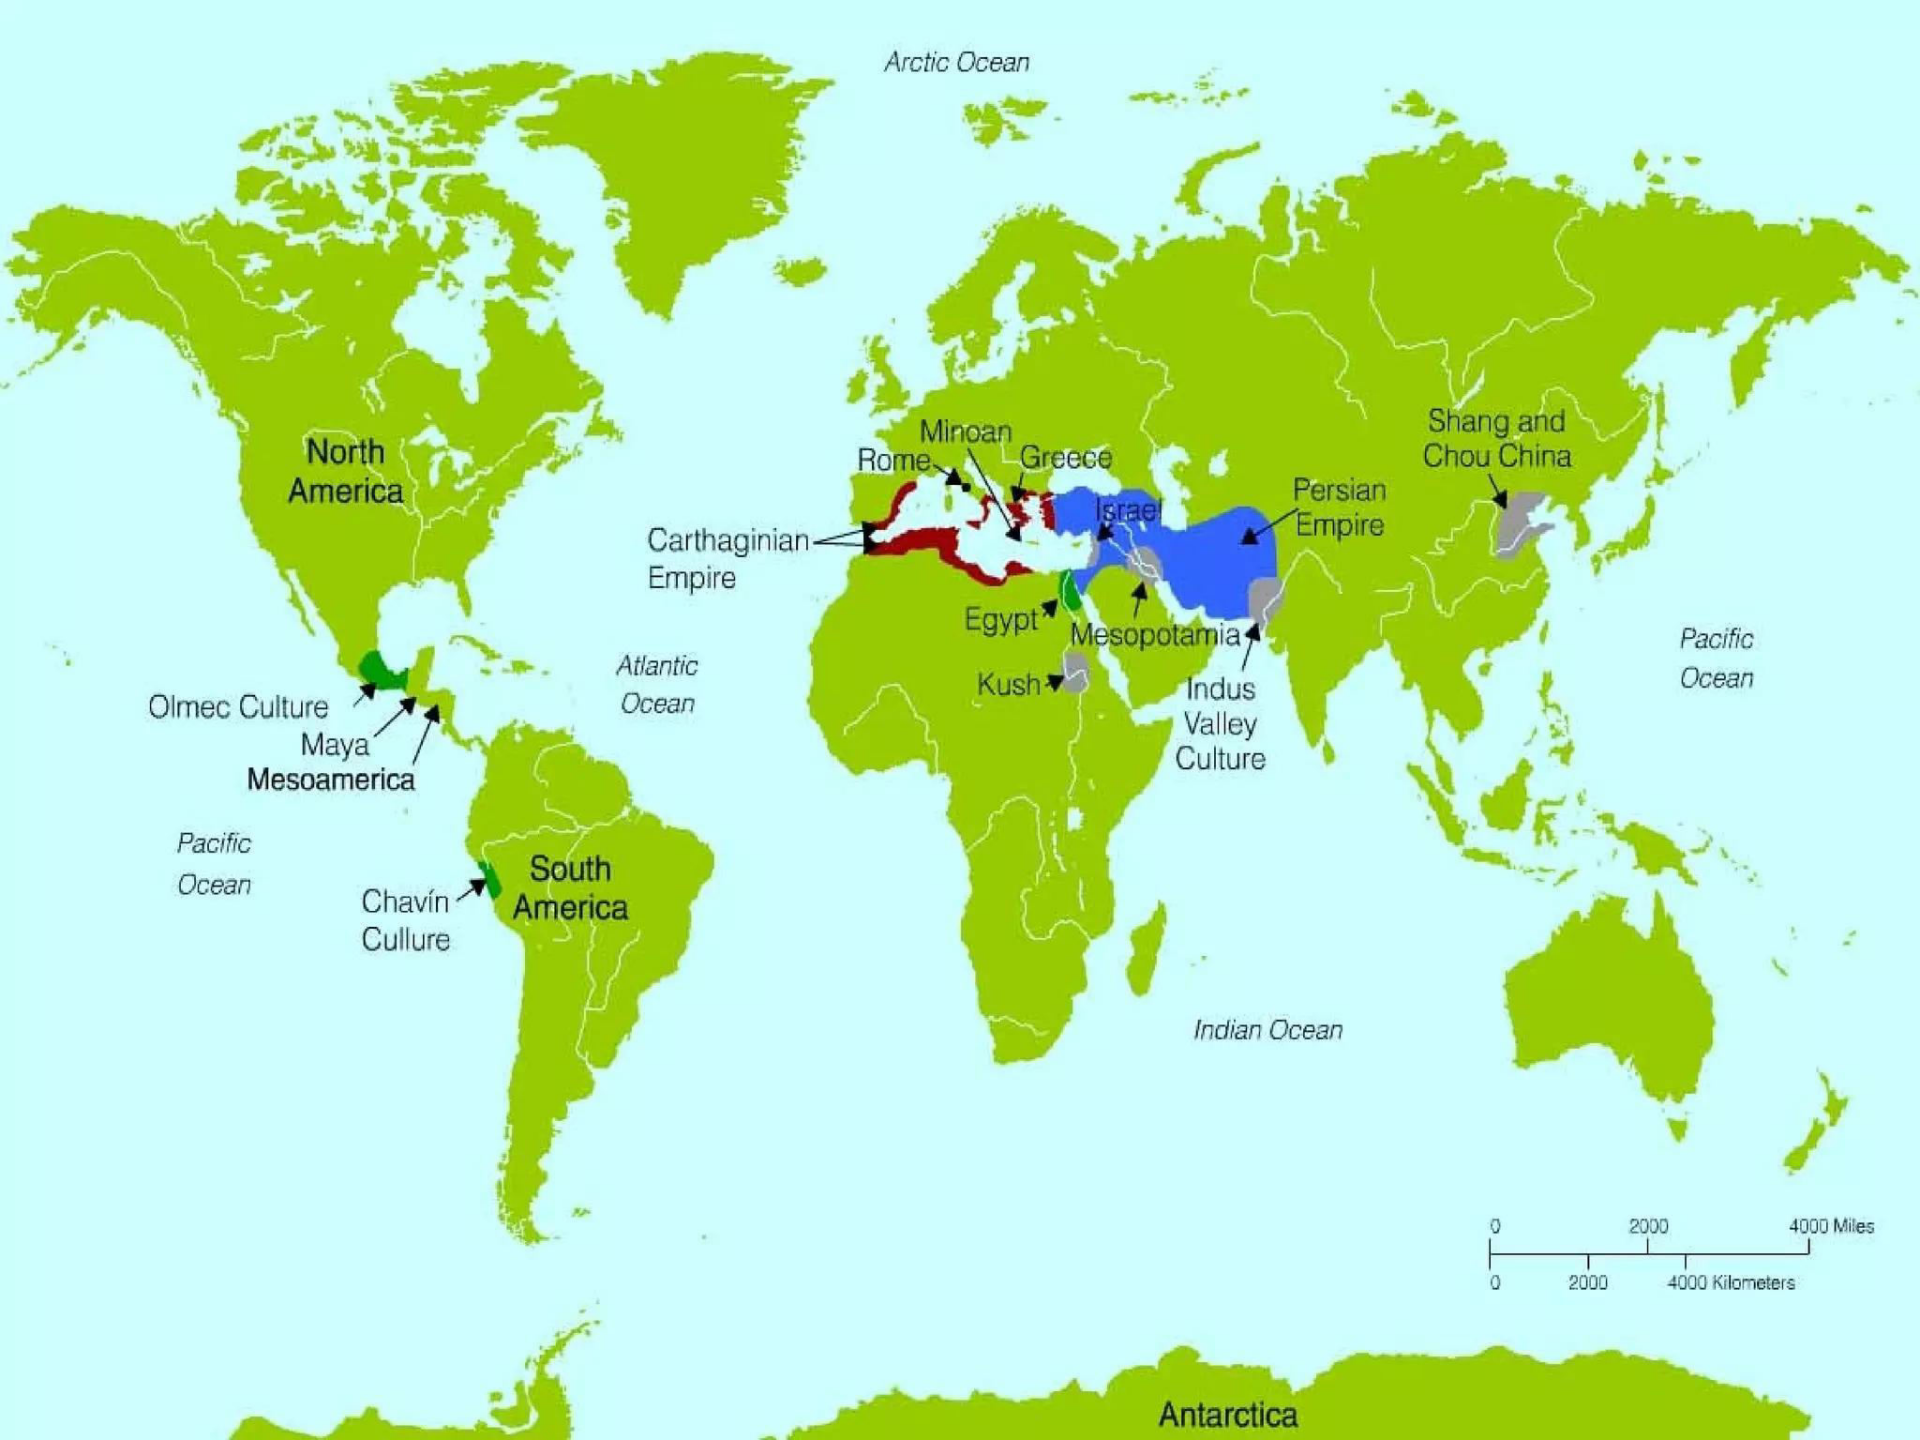 Arctic Ocean
North
America
Minoan
Rome
Greece
Carthaginian
Empire
Israel
Persian
Empire
Shang and
Chou China
Egypt
Mesopotamia
Kush
Indus
Valley
Culture
Atlantic
Ocean
Pacific
Ocean
Olmec Culture
Maya
Mesoamerica
Pacific
Ocean
South
America
Chavín
Cullure
Indian Ocean
0 2000 4000 Miles
0 2000 4000 Kilometers
Antarctica